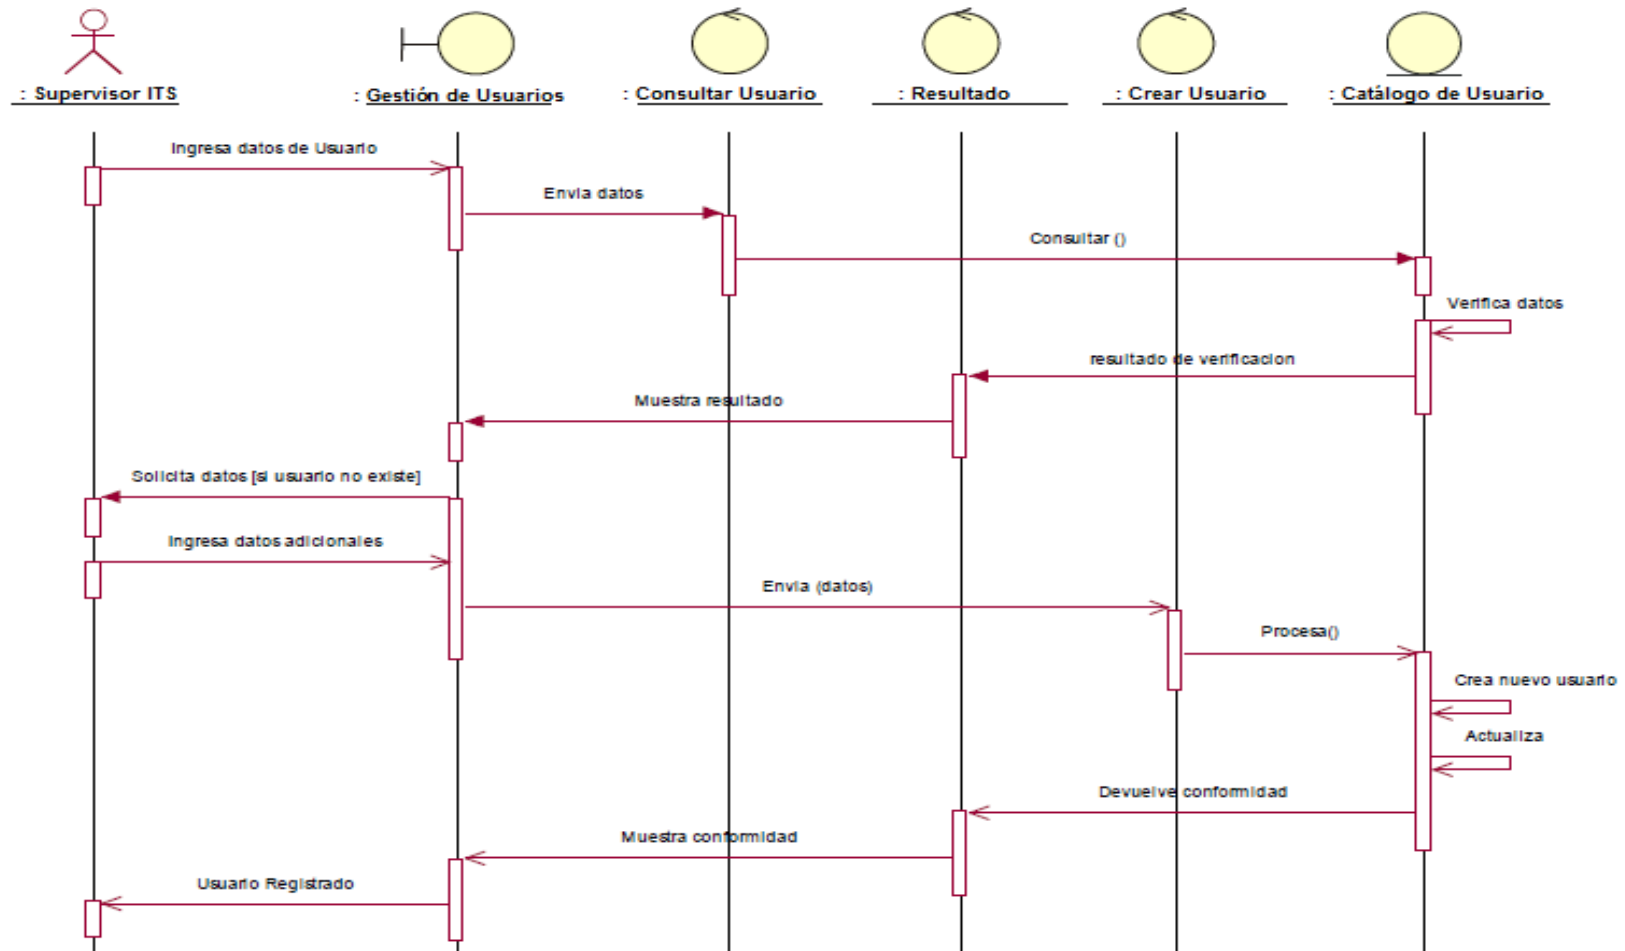 : Supervisor ITS
: Gestión de Usuarios
: Consultar Usuario
: Resultado
: Crear Usuario
: Catálogo de Usuario
Ingresa datos de Usuario
Envia datos
Consultar ()
Verifica datos
resultado de verificacion
Muestra resultado
Solicita datos [si usuario no existe]
Ingresa datos adicionales
Envia (datos)
Procesa()
Crea nuevo usuario
Actualiza
Devuelve conformidad
Muestra conformidad
Usuario Registrado